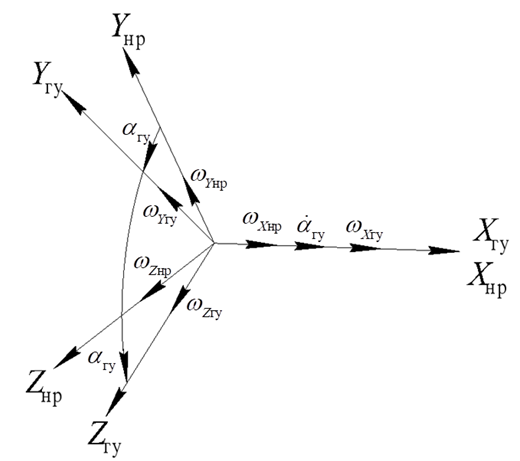 Yнр
Yгу
αгу
ωYнр
ωYгу
ωXнр α̇гу ωXгу
Xгу
Xнр
ωZнр
ωZгу
αгу
Zнр
Zгу